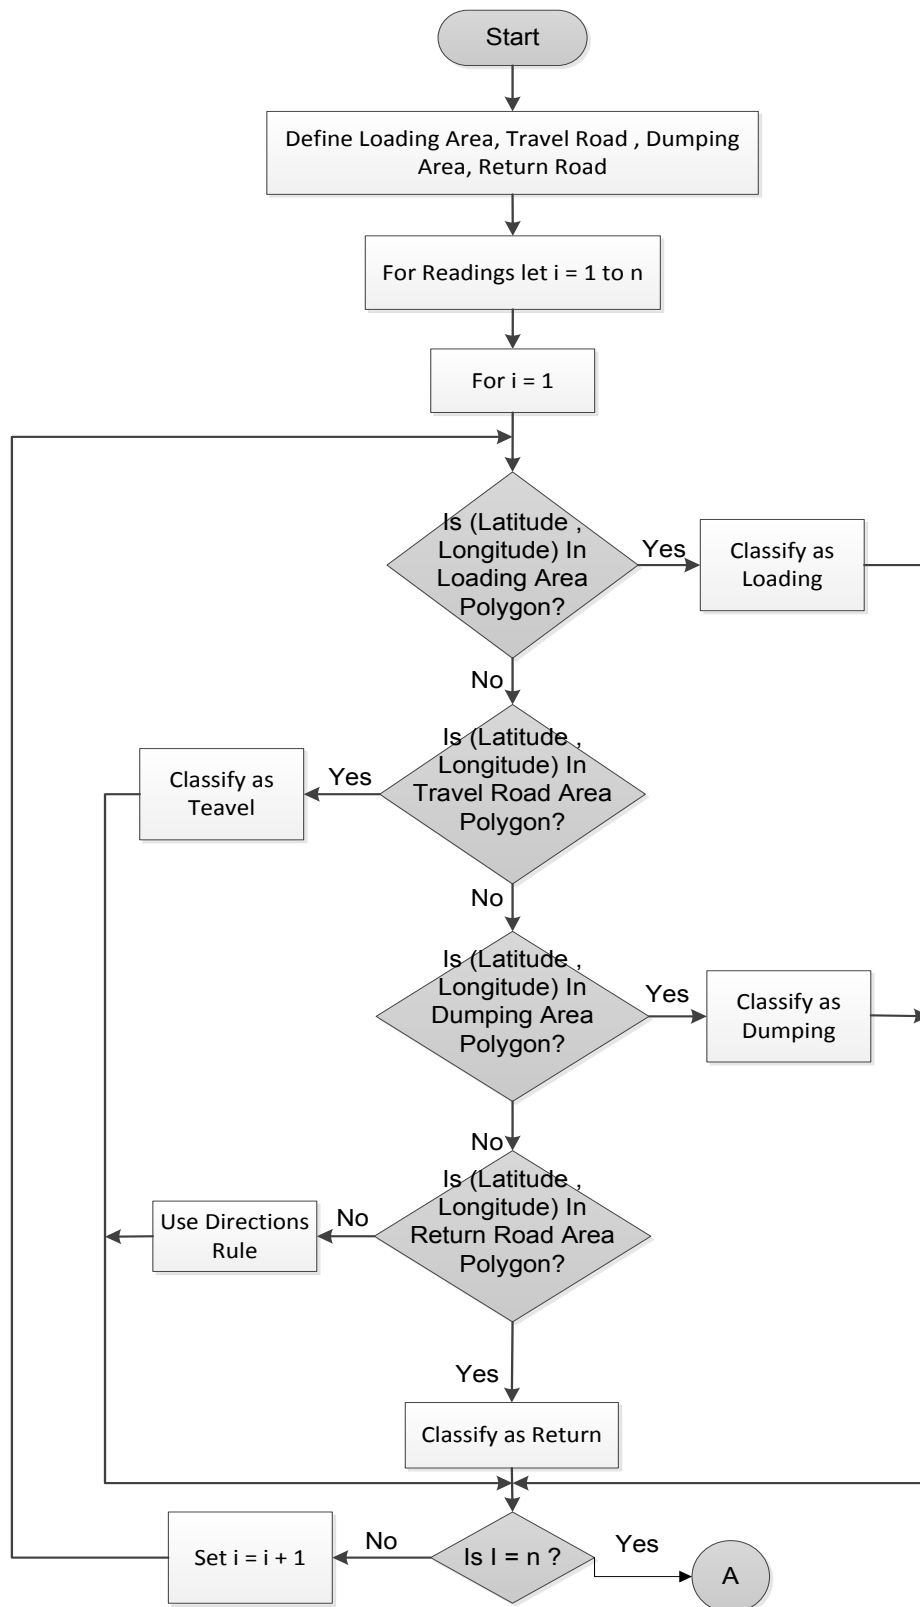 Start
Define Loading Area, Travel Road , Dumping
Area, Return Road
For Readings let i = 1 to n
For i = 1
Is (Latitude ,
Longitude) In
Loading Area
Polygon?
Yes
Classify as
Loading
No
Is (Latitude ,
Longitude) In
Travel Road Area
Polygon?
Yes
Classify as
Teavel
No
Is (Latitude ,
Longitude) In
Dumping Area
Polygon?
Yes
Classify as
Dumping
No
Is (Latitude ,
Longitude) In
Return Road Area
Polygon?
No
Use Directions
Rule
Yes
Classify as Return
Is I = n ?
No
Set i = i + 1
Yes
A